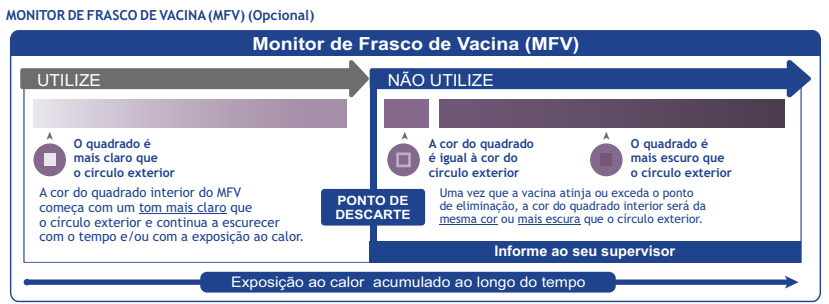 MONITOR DE FRASCO DE VACINA (MFV) (Opcional)
Monitor de Frasco de Vacina (MFV)
UTILIZE
NÃO UTILIZE
O quadrado é
mais claro que
o círculo exterior
A cor do quadrado
é igual à cor do
círculo exterior
O quadrado é
mais escuro que
o círculo exterior
A cor do quadrado interior do MFV
começa com um tom mais claro que
o círculo exterior e continua a escurecer
com o tempo e/ou com a exposição ao calor.
PONTO DE
DESCARTE
Uma vez que a vacina atinja ou exceda o ponto
de eliminação, a cor do quadrado interior será da
mesma cor ou mais escura que o círculo exterior.
Informe ao seu supervisor
Exposição ao calor acumulado ao longo do tempo